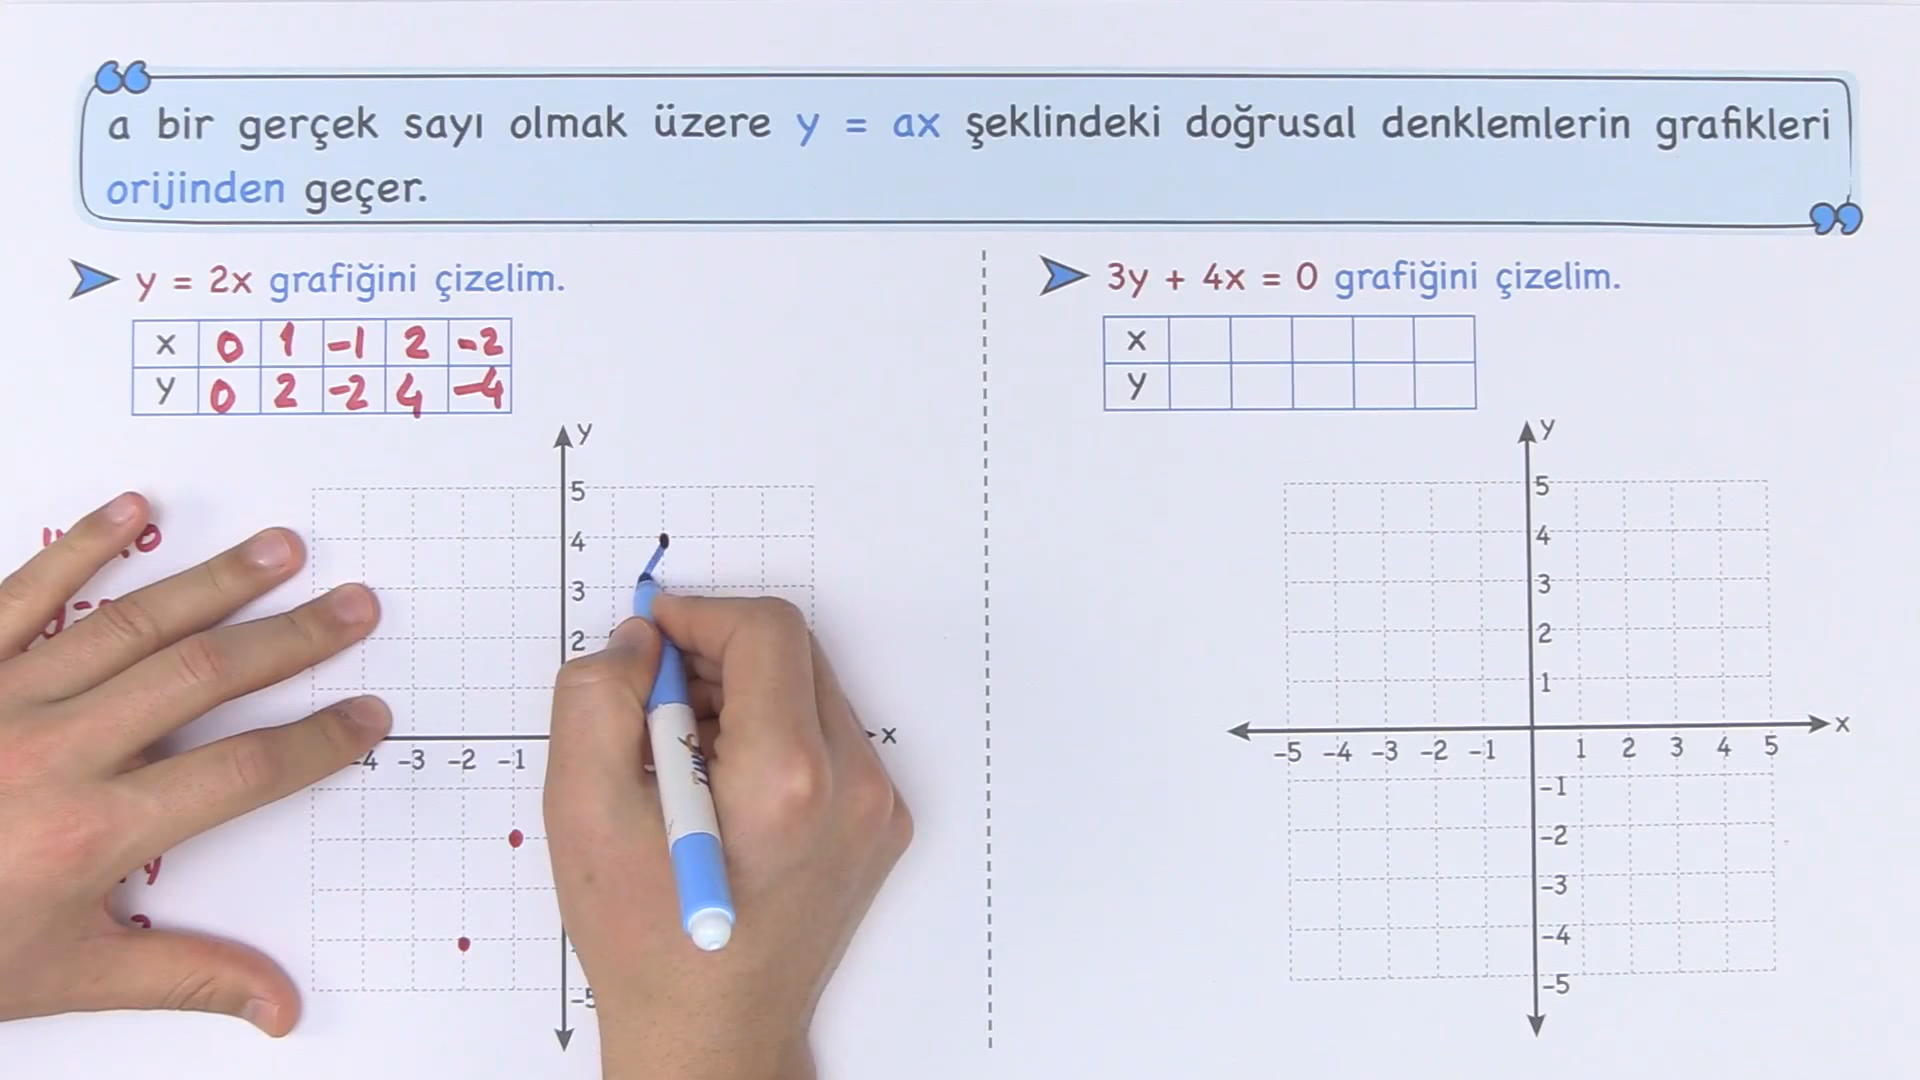 a bir gerçek sayı olmak üzere y = ax şeklindeki doğrusal denklemlerin grafikleri
orijinden geçer.
y = 2x grafiğini çizelim.
x 0 1 -1 2 -2
y 0 2 -2 4 -4
y
5
4
3
2
-4 -3 -2 -1
x
-5
3y + 4x = 0 grafiğini çizelim.
x
y
y
5
4
3
2
1
x
-5 -4 -3 -2 -1 1 2 3 4 5
-1
-2
-3
-4
-5